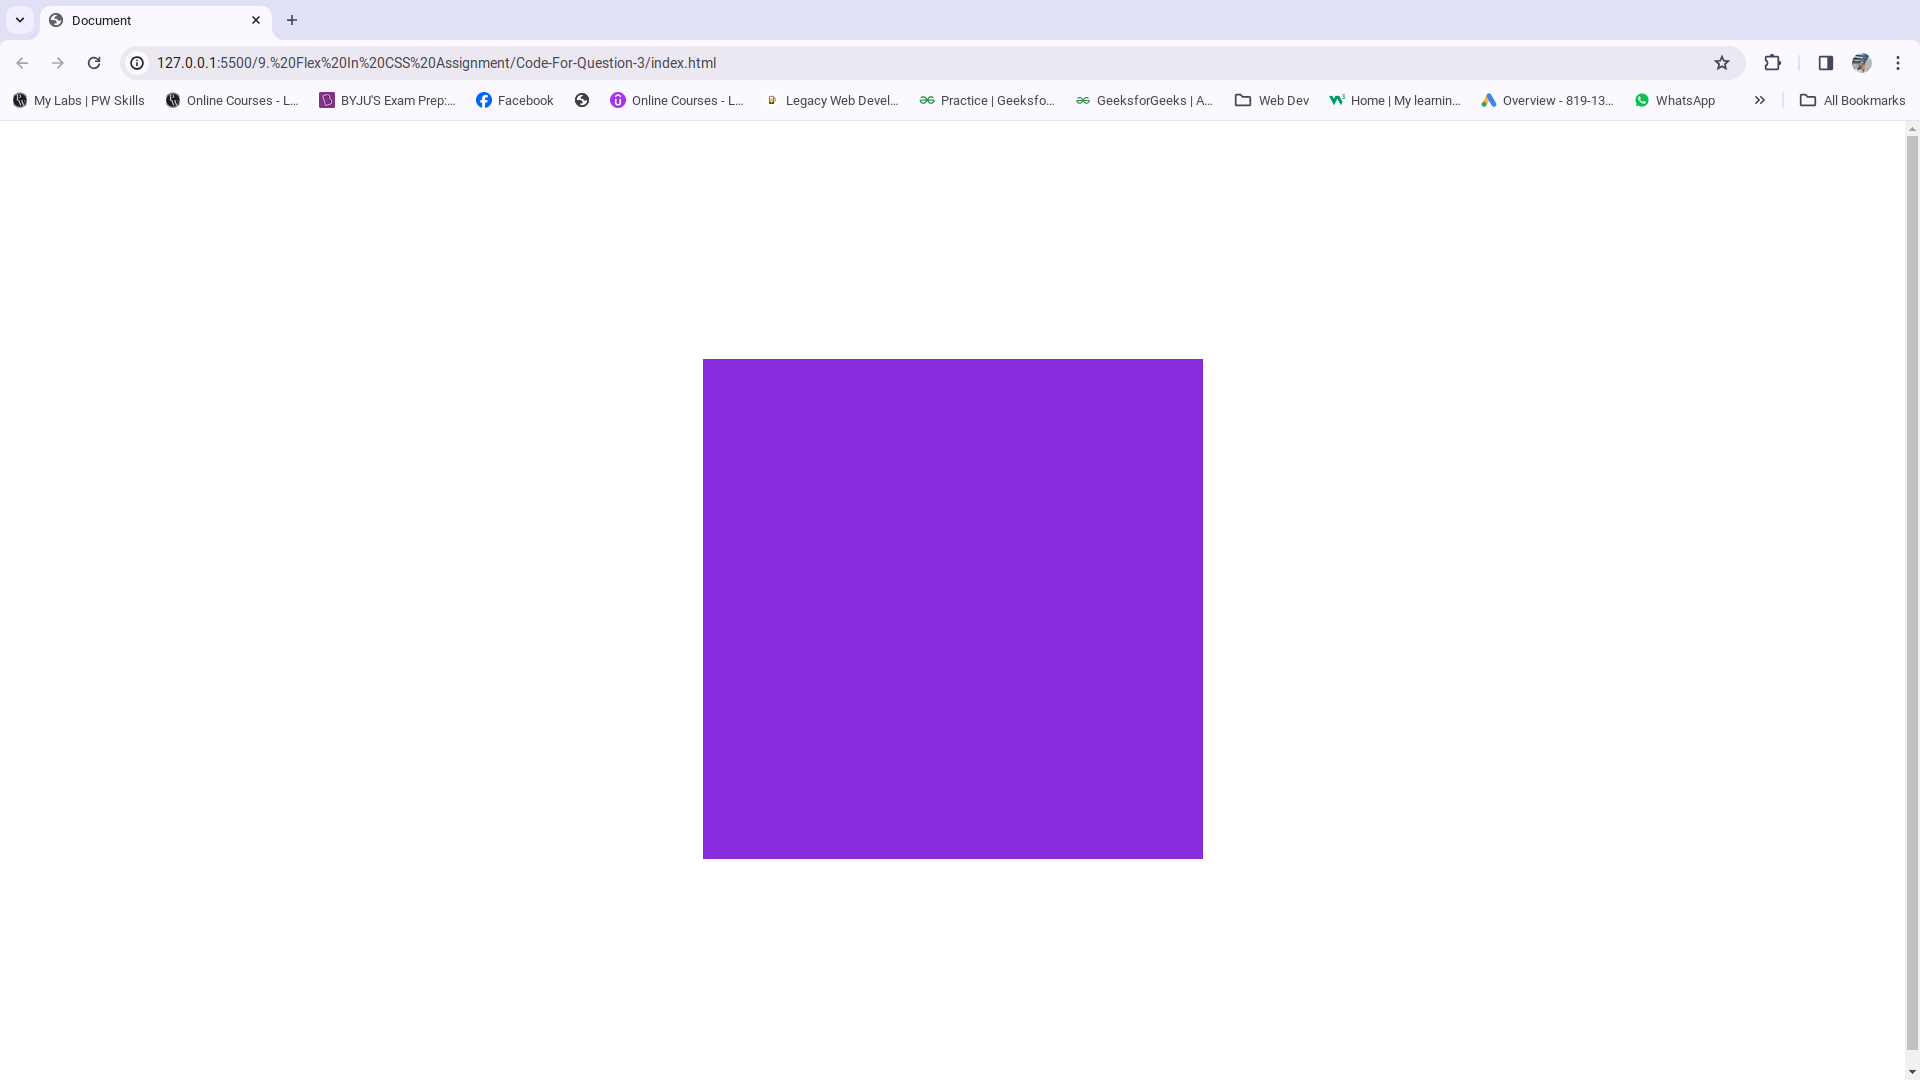 Document
127.0.0.1:5500/9.%20Flex%20In%20CSS%20Assignment/Code-For-Question-3/index.html
My Labs | PW Skills Online Courses - L... BYJU'S Exam Prep:... Facebook Online Courses - L... Legacy Web Devel... Practice | Geeksfo... GeeksforGeeks | A... Web Dev Home | My learnin... Overview - 819-13... WhatsApp All Bookmarks